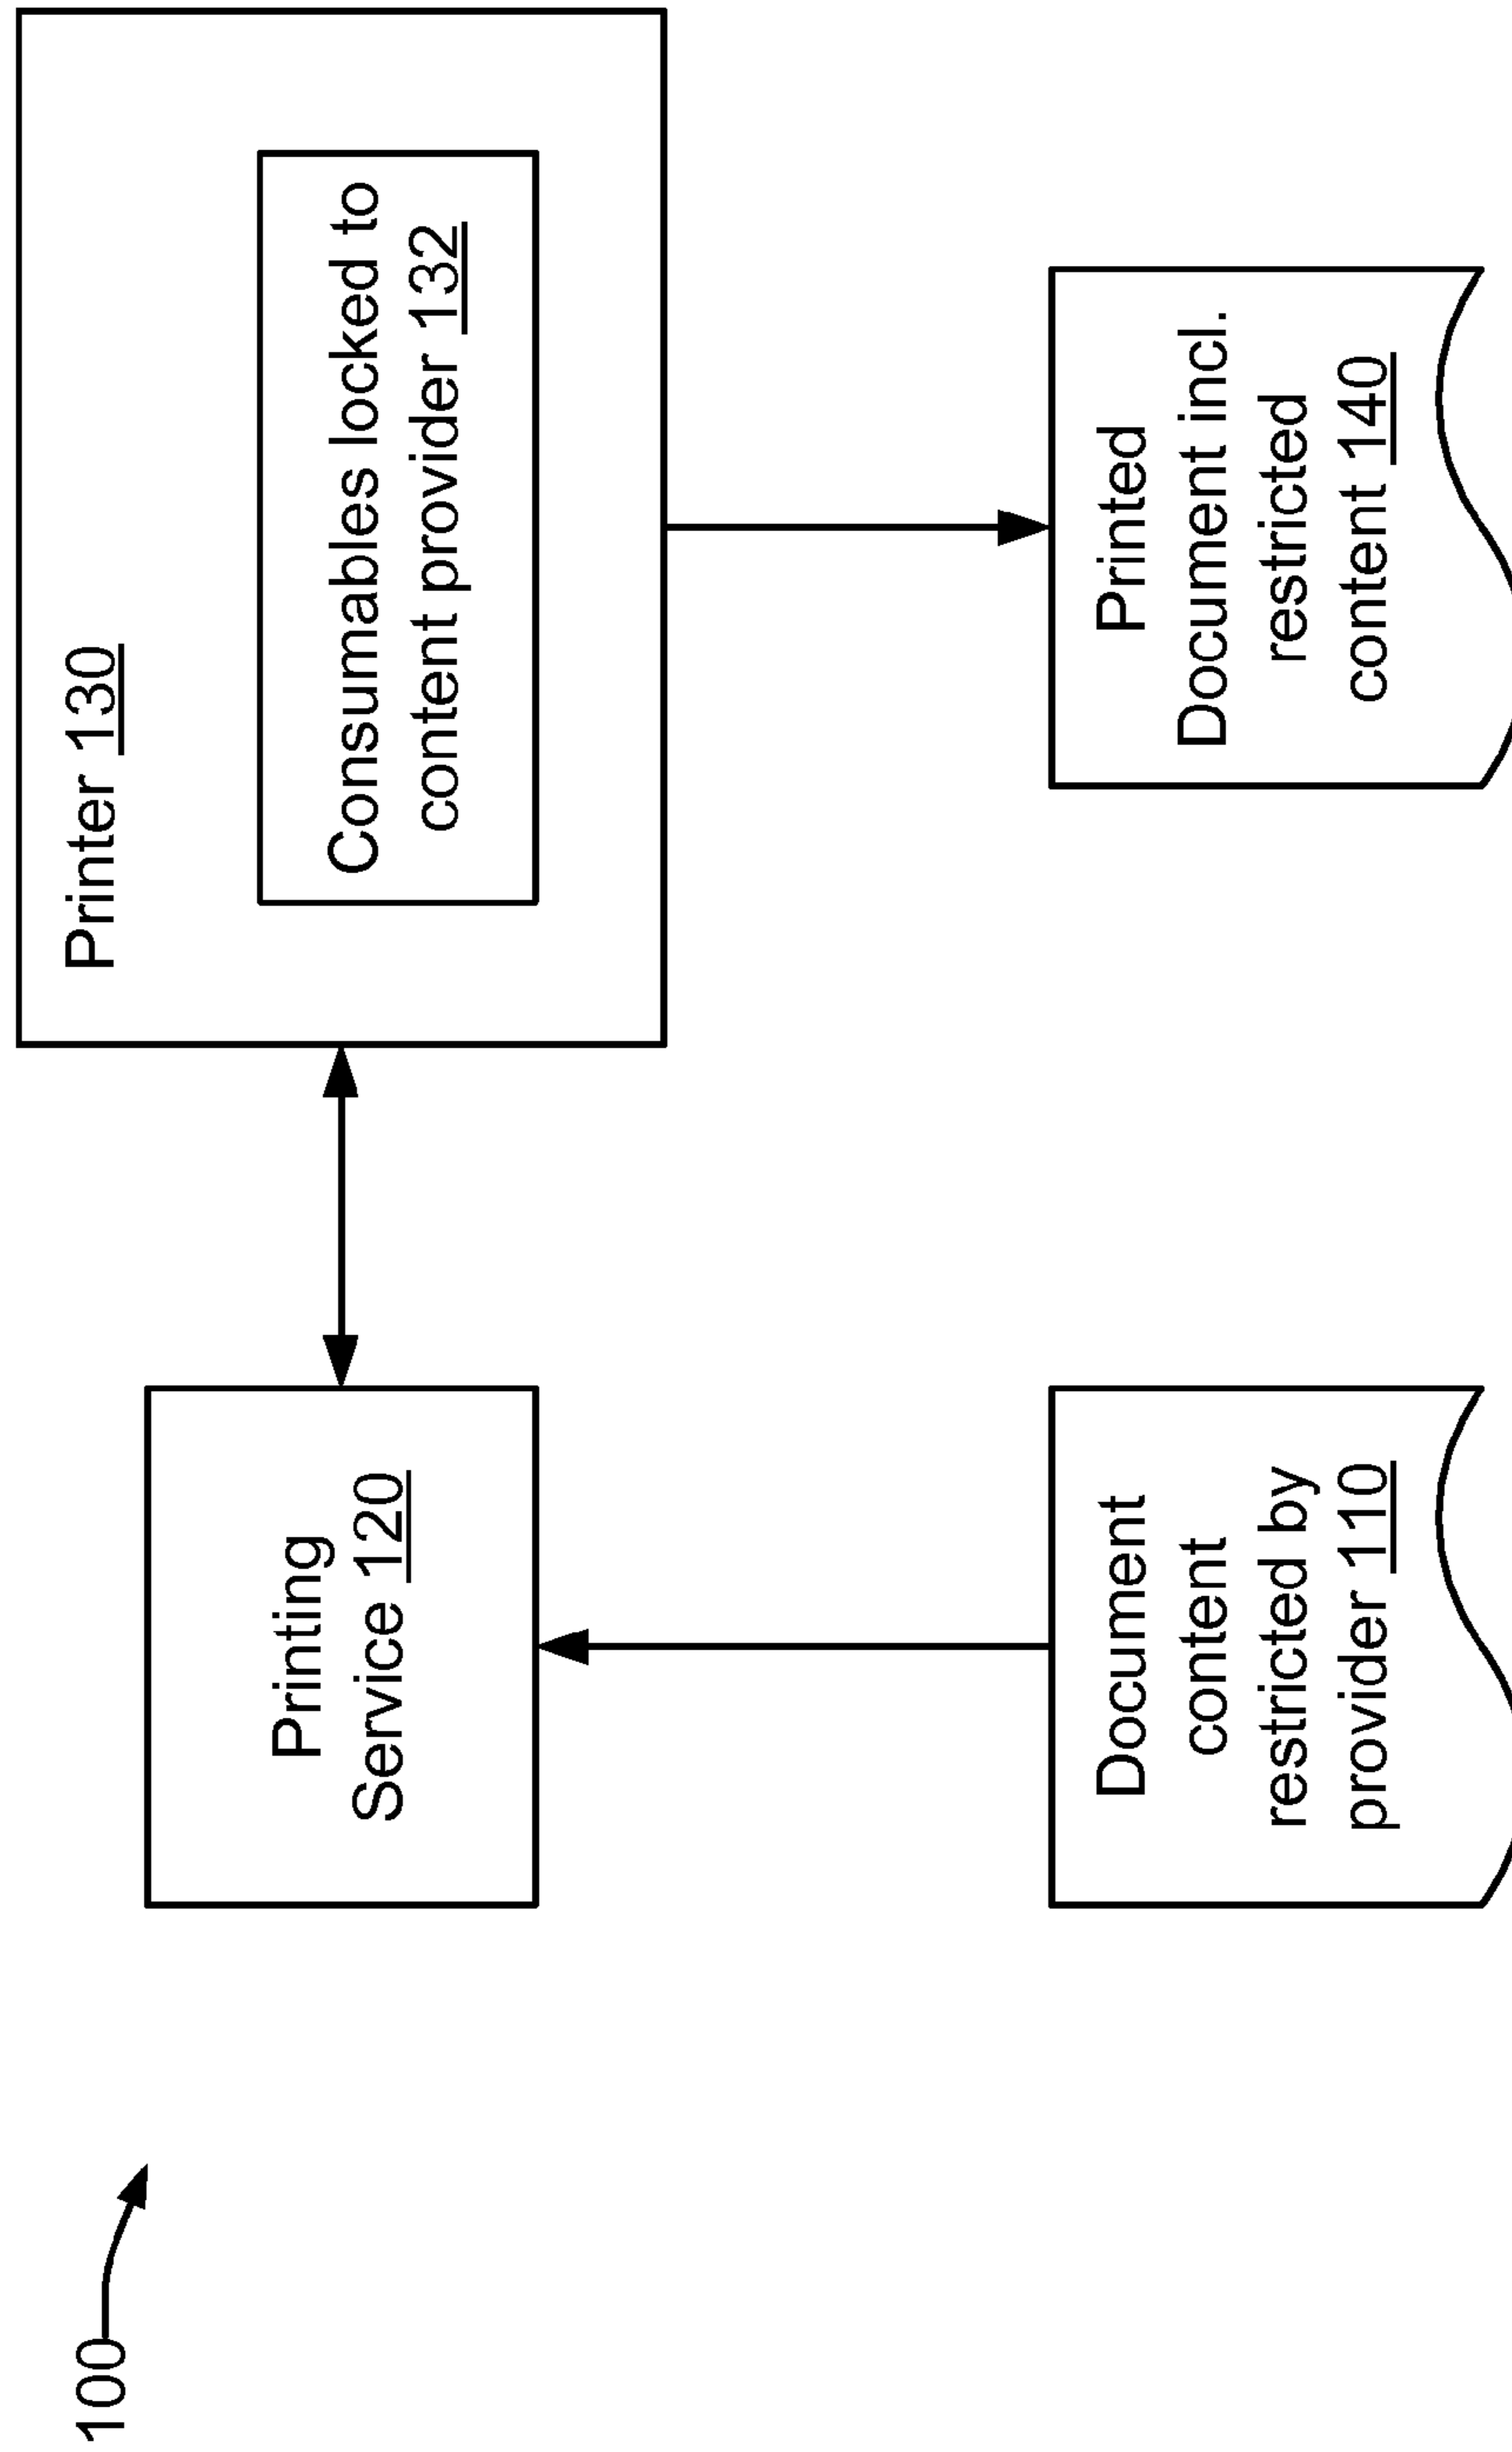 100
Printing
Service 120
Printer 130
Consumables locked to
content provider 132
Document
content
restricted by
provider 110
Printed
Document incl.
restricted
content 140